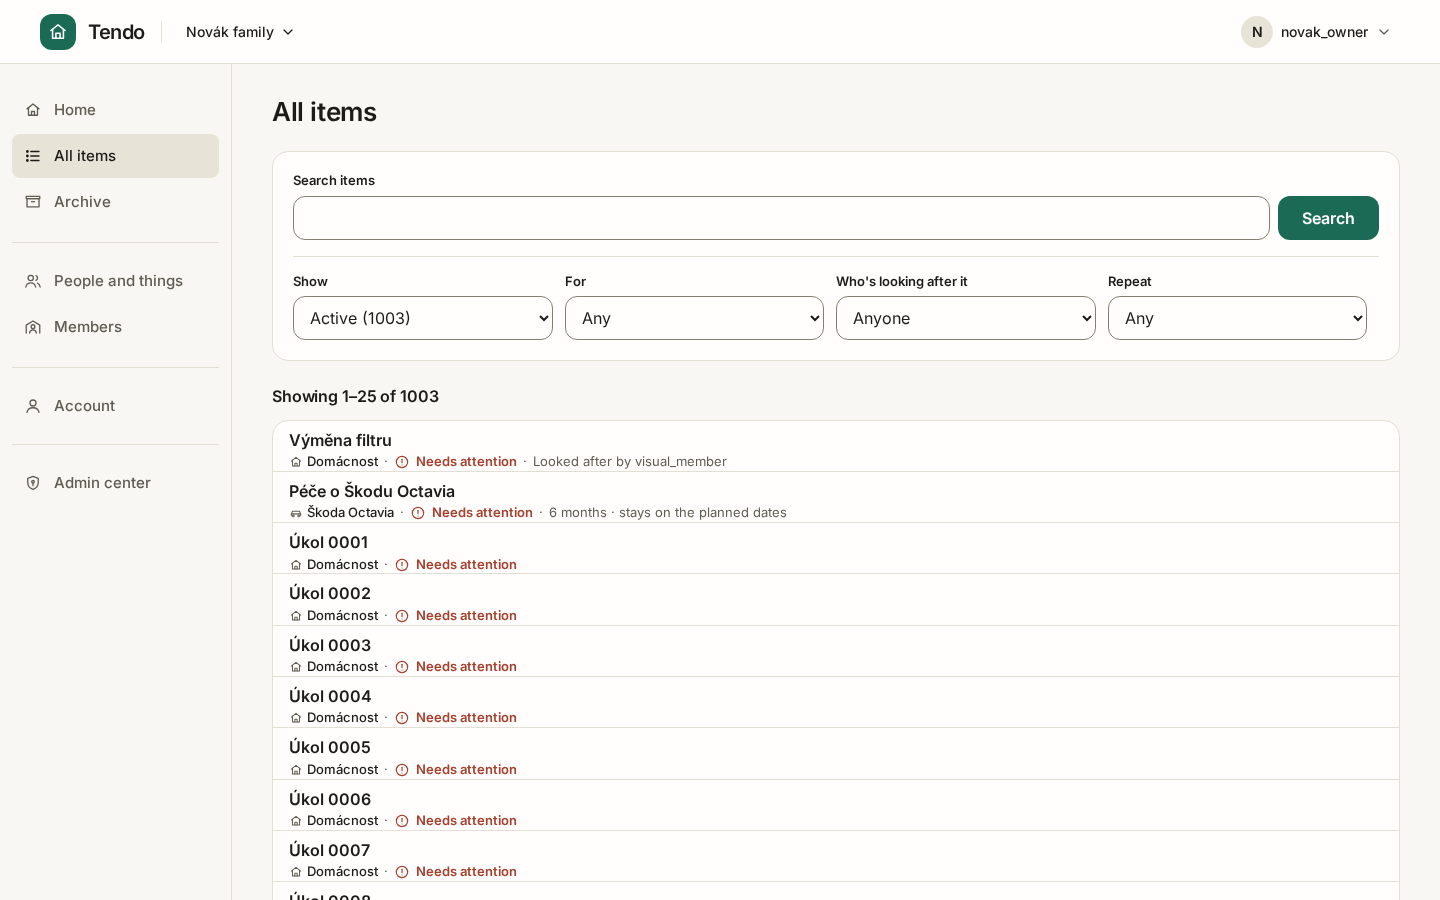 Tendo
Novák family
N
novak_owner
Home
All items
Archive
People and things
Members
Account
Admin center
All items
Search items
Search
Show
For
Who's looking after it
Repeat
Active (1003)
Any
Anyone
Any
Showing 1–25 of 1003
Výměna filtru
Domácnost · Needs attention · Looked after by visual_member
Péče o Škodu Octavia
Škoda Octavia · Needs attention · 6 months · stays on the planned dates
Úkol 0001
Domácnost · Needs attention
Úkol 0002
Domácnost · Needs attention
Úkol 0003
Domácnost · Needs attention
Úkol 0004
Domácnost · Needs attention
Úkol 0005
Domácnost · Needs attention
Úkol 0006
Domácnost · Needs attention
Úkol 0007
Domácnost · Needs attention
Úkol 0008